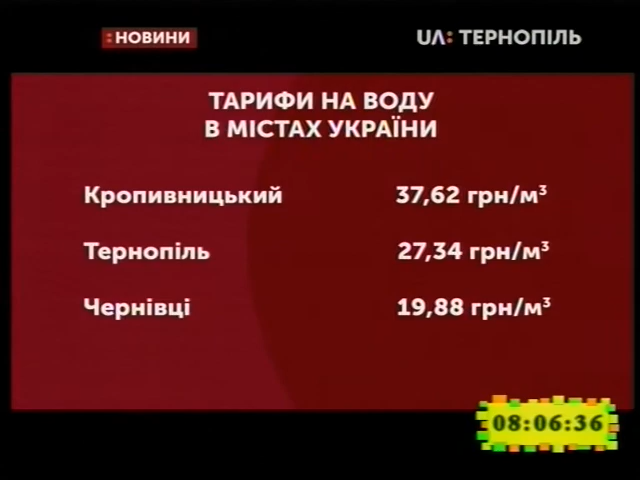 : НОВИНИ
UA: ТЕРНОПІЛЬ
ТАРИФИ НА ВОДУ
В МІСТАХ УКРАЇНИ
Кропивницький 37,62 грн/м³
Тернопіль 27,34 грн/м³
Чернівці 19,88 грн/м³
08:06:36